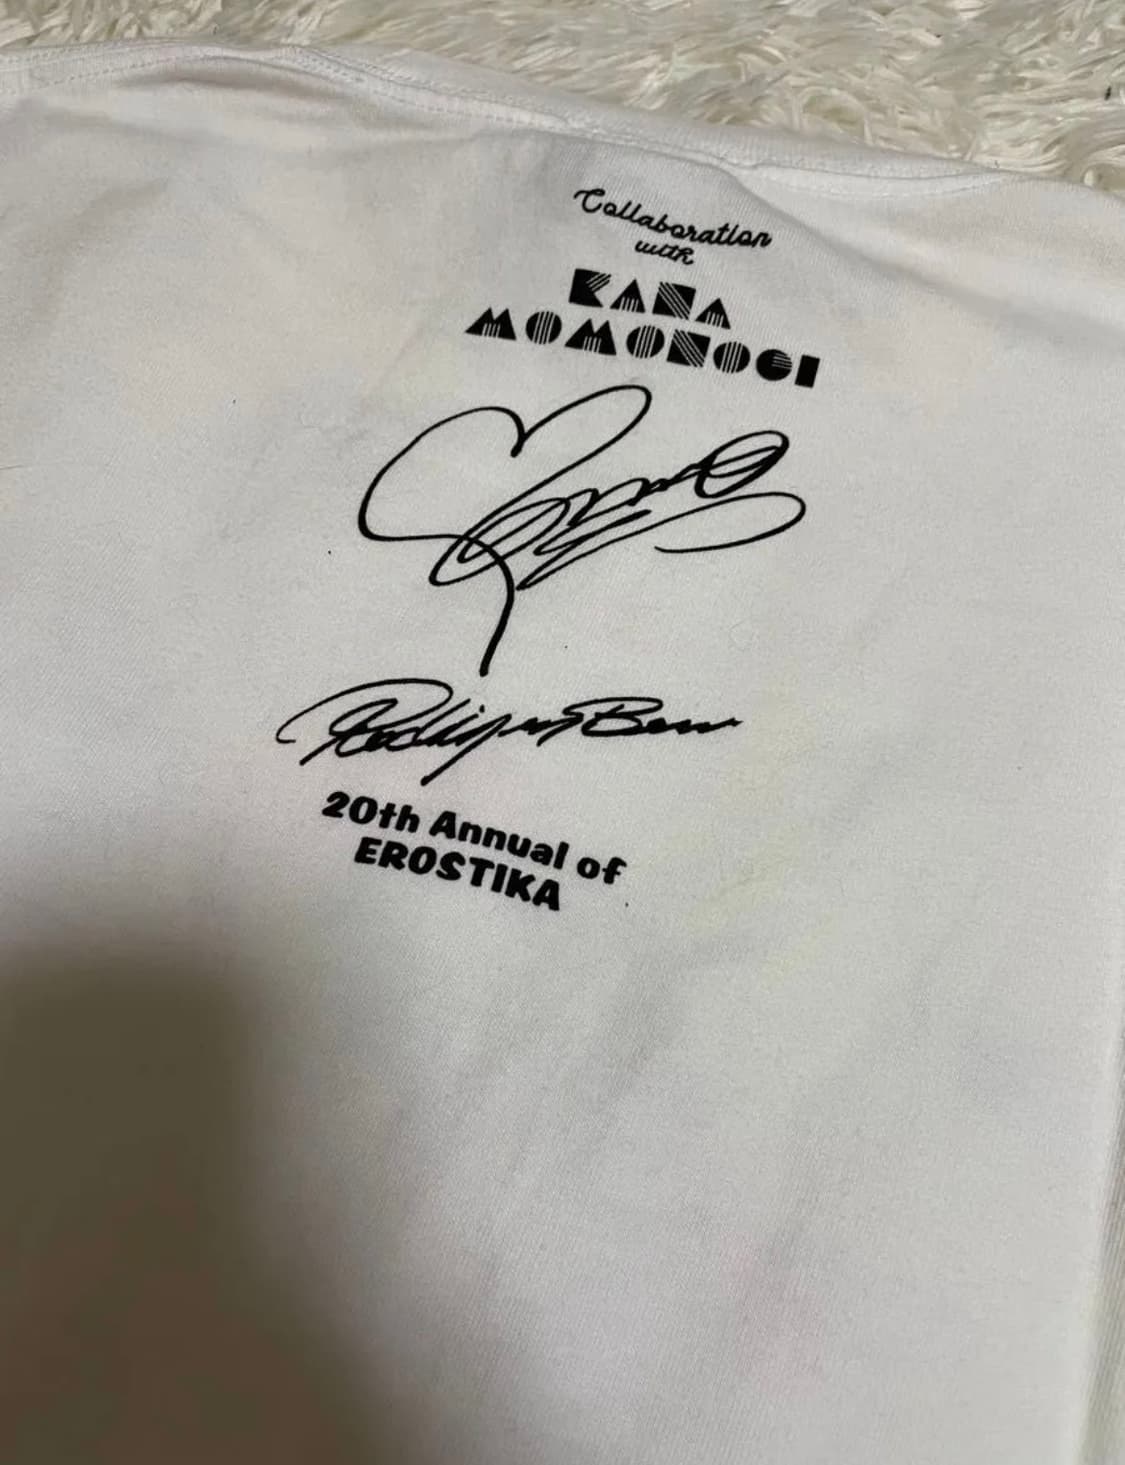 Collaboration
with
KANA
MOMONOGI
20th Annual of
EROSTIKA